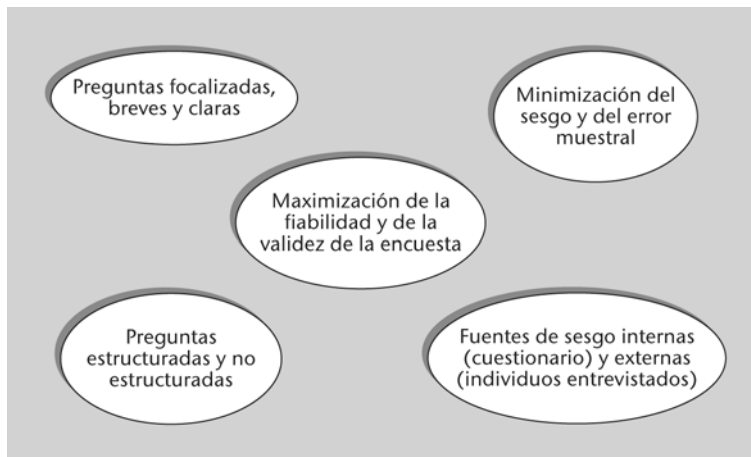 Preguntas focalizadas,
breves y claras
Minimización del
sesgo y del error
muestral
Maximización de la
fiabilidad y de la
validez de la encuesta
Preguntas
estructuradas y no
estructuradas
Fuentes de sesgo internas
(cuestionario) y externas
(individuos entrevistados)